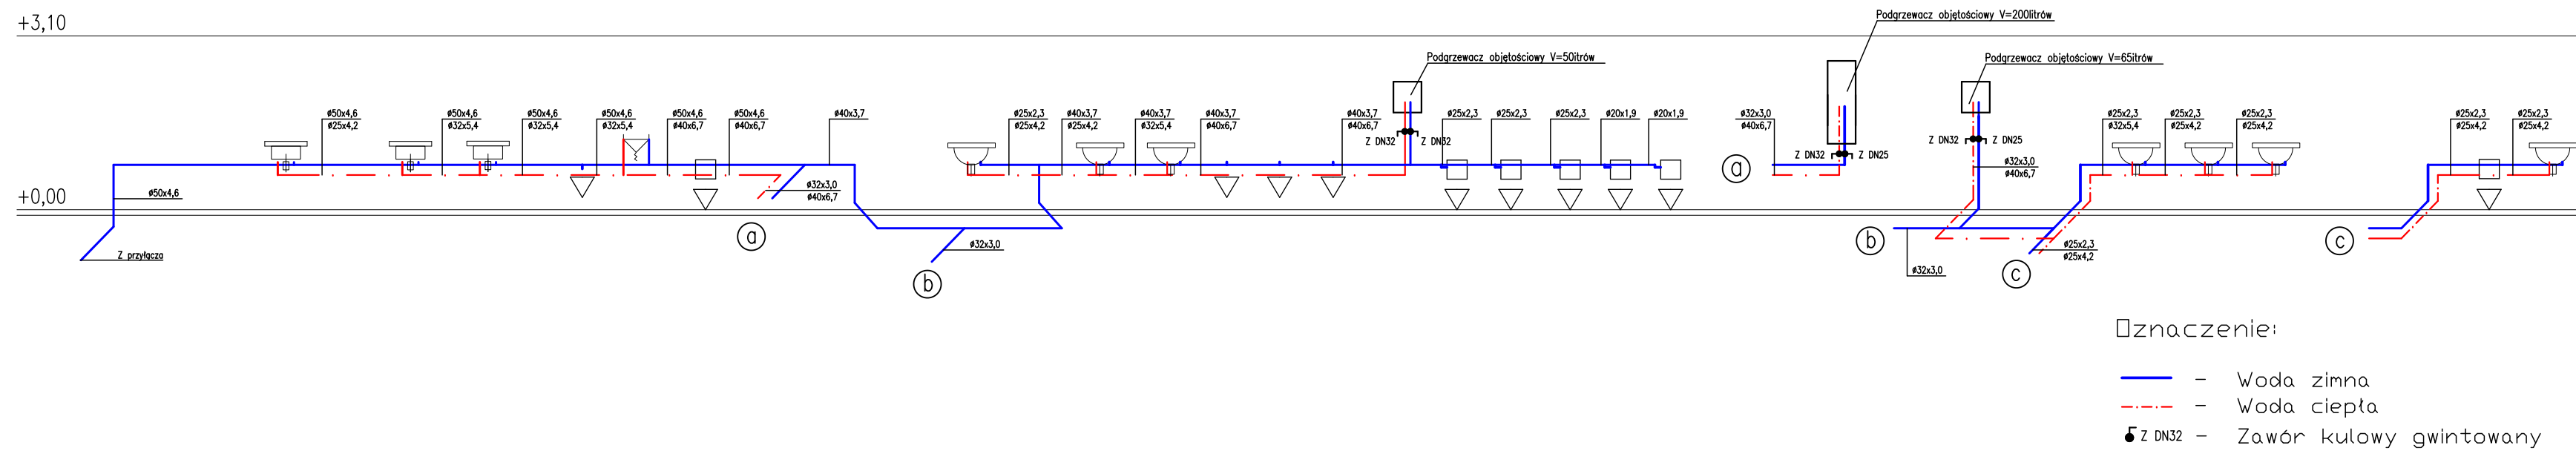 +3,10
Podgrzewacz objętościowy V=200litrów
Podgrzewacz objętościowy V=50itrów
Podgrzewacz objętościowy V=65itrów
ø50x4,6
ø25x4,2
ø50x4,6
ø32x5,4
ø50x4,6
ø32x5,4
ø50x4,6
ø32x5,4
ø50x4,6
ø40x6,7
ø50x4,6
ø40x6,7
ø40x3,7
ø25x2,3
ø25x4,2
ø40x3,7
ø25x4,2
ø40x3,7
ø32x5,4
ø40x3,7
ø40x6,7
ø40x3,7
ø40x6,7
Z DN32
Z DN32
ø25x2,3
ø25x2,3
ø25x2,3
ø20x1,9
ø20x1,9
ø32x3,0
ø40x6,7
Z DN32
Z DN25
Z DN32
Z DN25
ø32x3,0
ø40x6,7
ø25x2,3
ø32x5,4
ø25x2,3
ø25x4,2
ø25x2,3
ø25x4,2
ø25x2,3
ø25x4,2
ø25x2,3
ø25x4,2
+0,00
ø50x4,6
ø32x3,0
ø40x6,7
a
a
Z przyłącza
ø32x3,0
b
b
ø32x3,0
ø25x2,3
ø25x4,2
c
c
Oznaczenie:
– Woda zimna
– Woda ciepła
Z DN32 – Zawór kulowy gwintowany